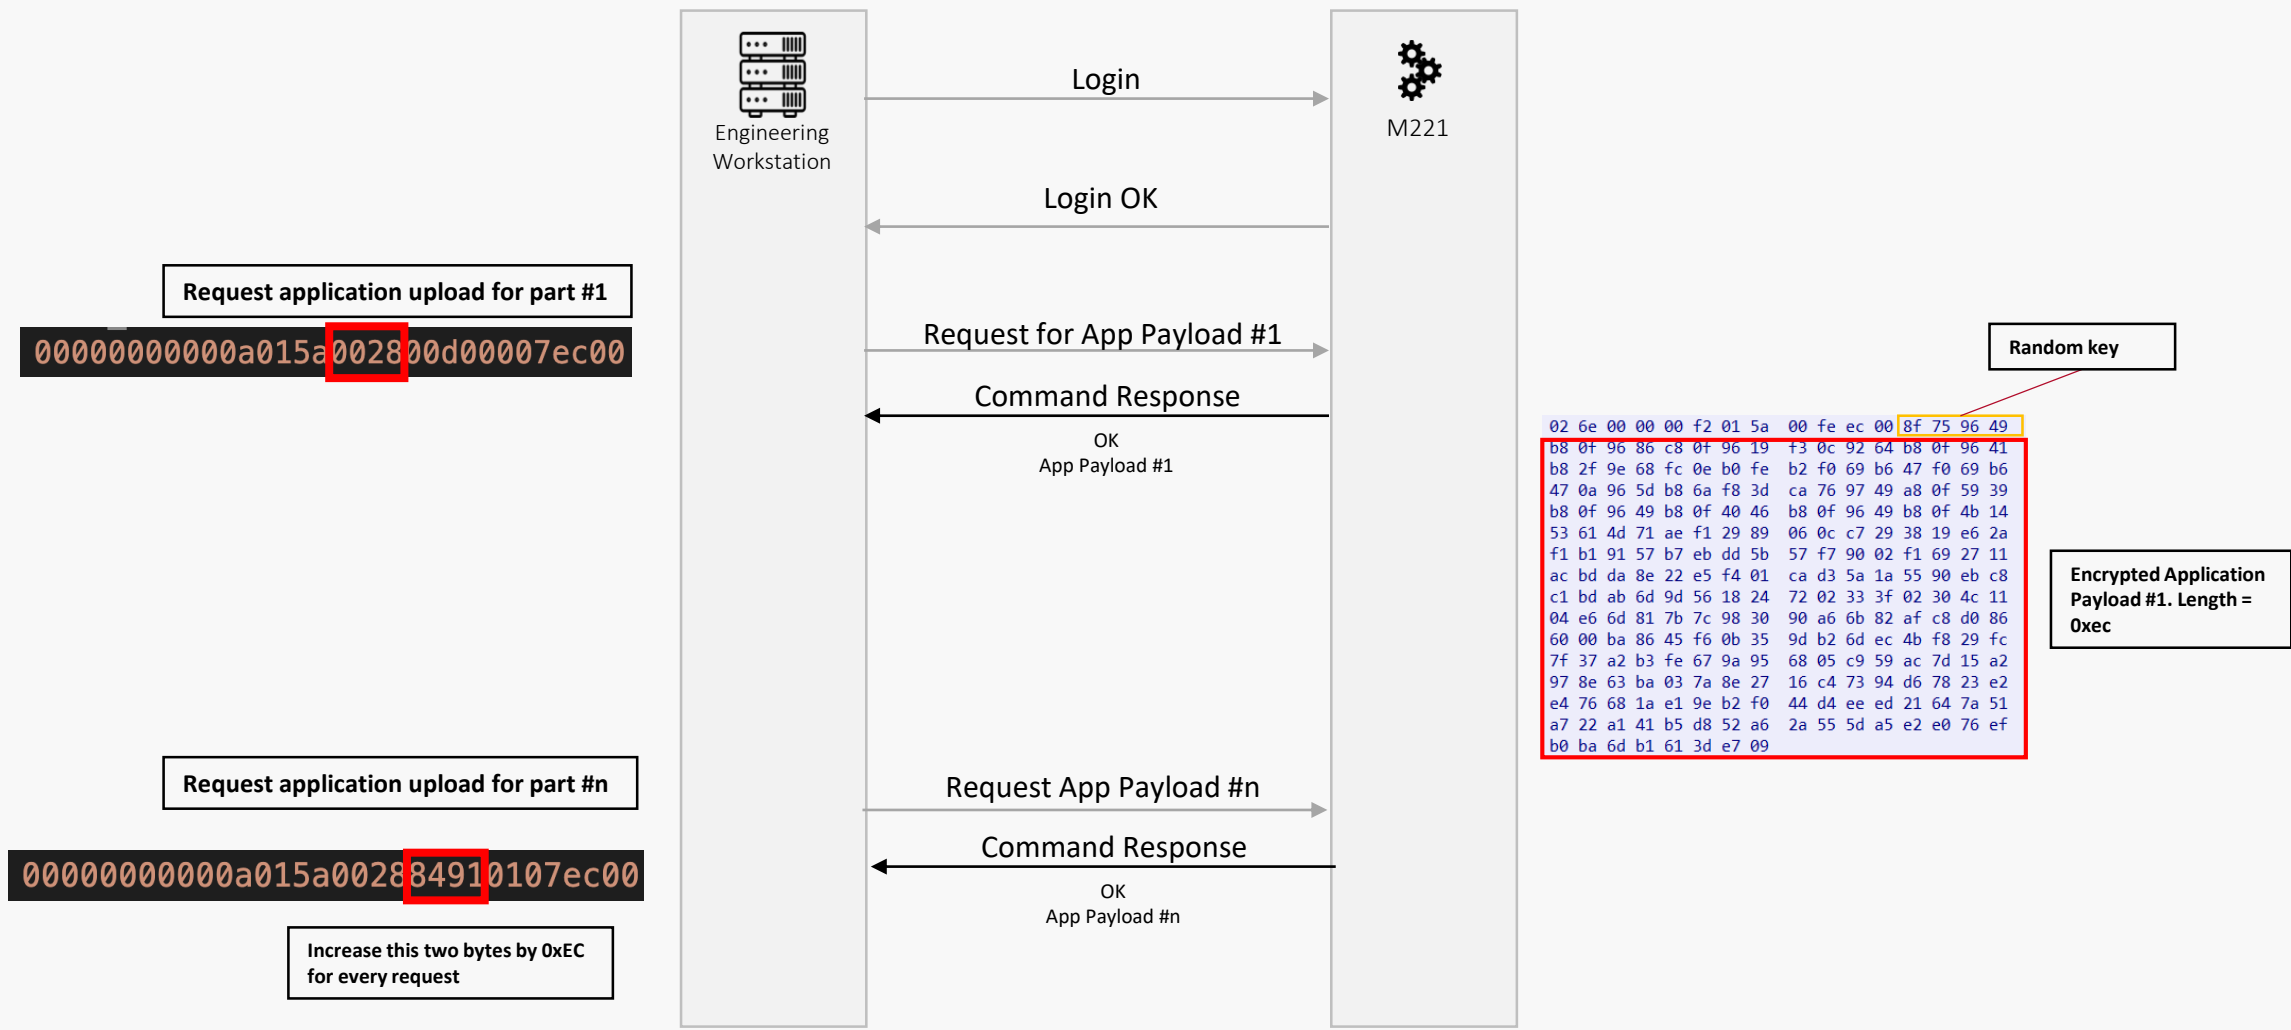 Engineering
Workstation
M221
Login
Login OK
Request application upload for part #1
00000000000a015a002800d00007ec00
Request for App Payload #1
Command Response
OK
App Payload #1
Random key
02 6e 00 00 00 f2 01 5a 00 fe ec 00 8f 75 96 49
b8 0f 96 86 c8 0f 96 19 f3 0c 92 64 b8 0f 96 41
b8 2f 9e 68 fc 0e b0 fe b2 f0 69 b6 47 f0 69 b6
47 0a 96 5d b8 6a f8 3d ca 76 97 49 a8 0f 59 39
b8 0f 96 49 b8 0f 40 46 b8 0f 96 49 b8 0f 4b 14
53 61 4d 71 ae f1 29 89 06 0c c7 29 38 19 e6 2a
f1 b1 91 57 b7 eb dd 5b 57 f7 90 02 f1 69 27 11
ac bd da 8e 22 e5 f4 01 ca d3 5a 1a 55 90 eb c8
c1 bd ab 6d 9d 56 18 24 72 02 33 3f 02 30 4c 11
04 e6 6d 81 7b 7c 98 30 90 a6 6b 82 af c8 d0 86
60 00 ba 86 45 f6 0b 35 9d b2 6d ec 4b f8 29 fc
7f 37 a2 b3 fe 67 9a 95 68 05 c9 59 ac 7d 15 a2
97 8e 63 ba 03 7a 8e 27 16 c4 73 94 d6 78 23 e2
e4 76 68 1a e1 9e b2 f0 44 d4 ee ed 21 64 7a 51
a7 22 a1 41 b5 d8 52 a6 2a 55 5d a5 e2 e0 76 ef
b0 ba 6d b1 61 3d e7 09
Encrypted Application
Payload #1. Length =
0xec
Request application upload for part #n
00000000000a015a002884910107ec00
Request App Payload #n
Command Response
OK
App Payload #n
Increase this two bytes by 0xEC
for every request